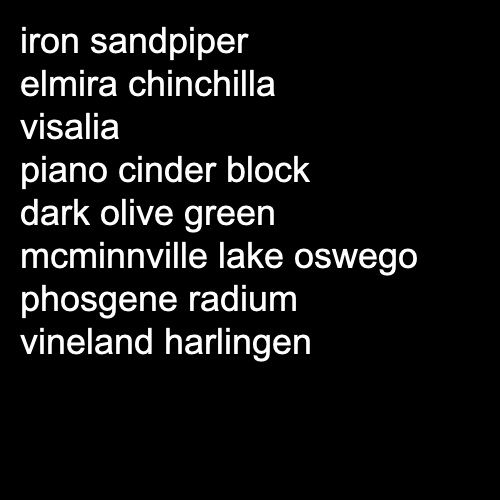 iron sandpiper
elmira chinchilla
visalia
piano cinder block
dark olive green
mcminnville lake oswego
phosgene radium
vineland harlingen